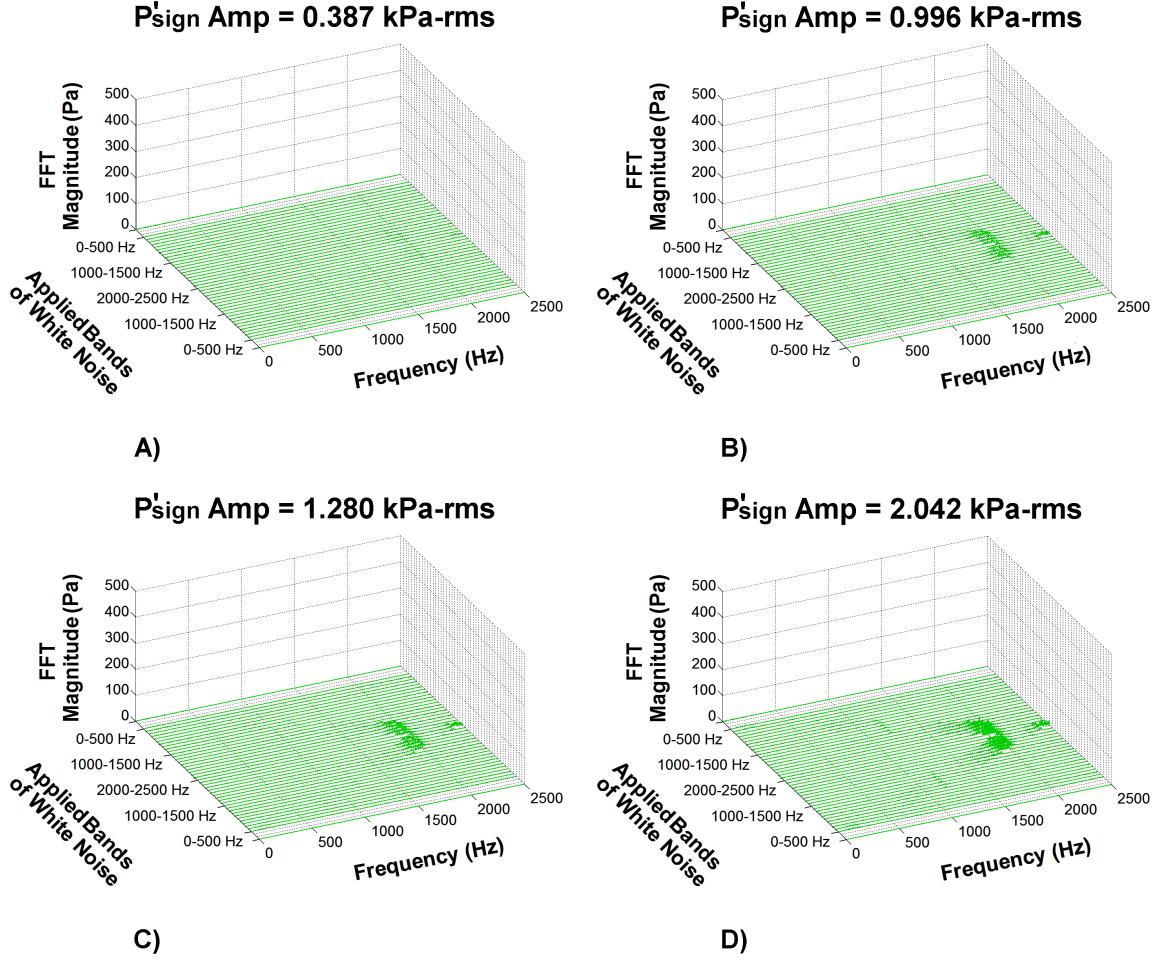 P'sign Amp = 0.387 kPa-rms
FFT
Magnitude (Pa)
500
400
300
200
100
0
0-500 Hz
1000-1500 Hz
2000-2500 Hz
1000-1500 Hz
0-500 Hz
Applied Bands
of White Noise
0
500
1000
1500
2000
2500
Frequency (Hz)
A)
P'sign Amp = 0.996 kPa-rms
FFT
Magnitude (Pa)
500
400
300
200
100
0
0-500 Hz
1000-1500 Hz
2000-2500 Hz
1000-1500 Hz
0-500 Hz
Applied Bands
of White Noise
0
500
1000
1500
2000
2500
Frequency (Hz)
B)
P'sign Amp = 1.280 kPa-rms
FFT
Magnitude (Pa)
500
400
300
200
100
0
0-500 Hz
1000-1500 Hz
2000-2500 Hz
1000-1500 Hz
0-500 Hz
Applied Bands
of White Noise
0
500
1000
1500
2000
2500
Frequency (Hz)
C)
P'sign Amp = 2.042 kPa-rms
FFT
Magnitude (Pa)
500
400
300
200
100
0
0-500 Hz
1000-1500 Hz
2000-2500 Hz
1000-1500 Hz
0-500 Hz
Applied Bands
of White Noise
0
500
1000
1500
2000
2500
Frequency (Hz)
D)